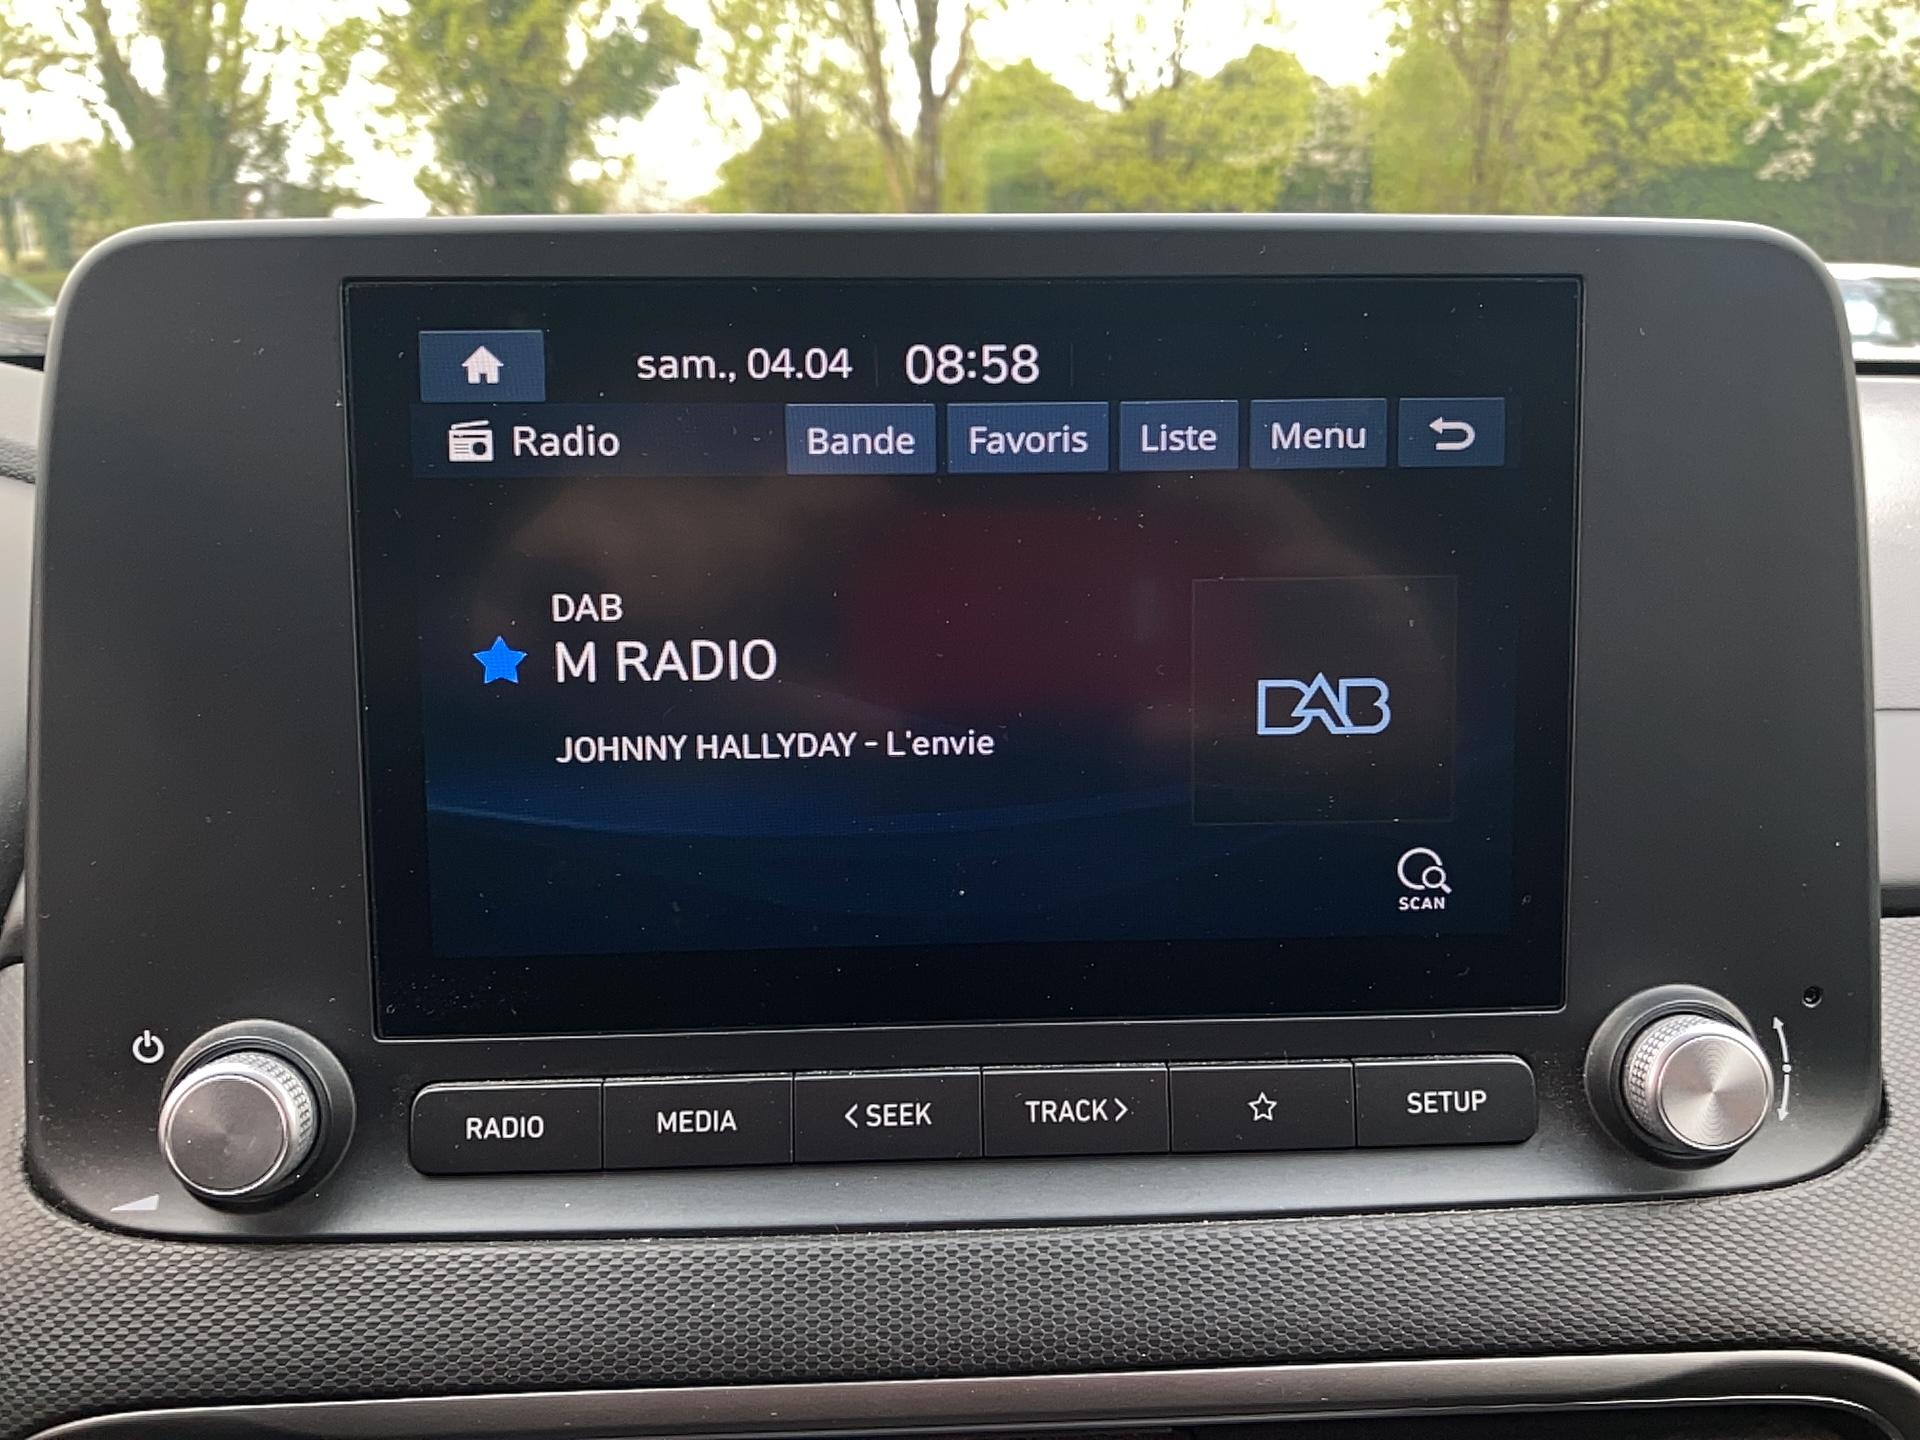 sam., 04.04 08:58
Radio Bande Favoris Liste Menu
DAB
M RADIO
JOHNNY HALLYDAY - L'envie
DAB
SCAN
RADIO MEDIA <SEEK TRACK> SETUP